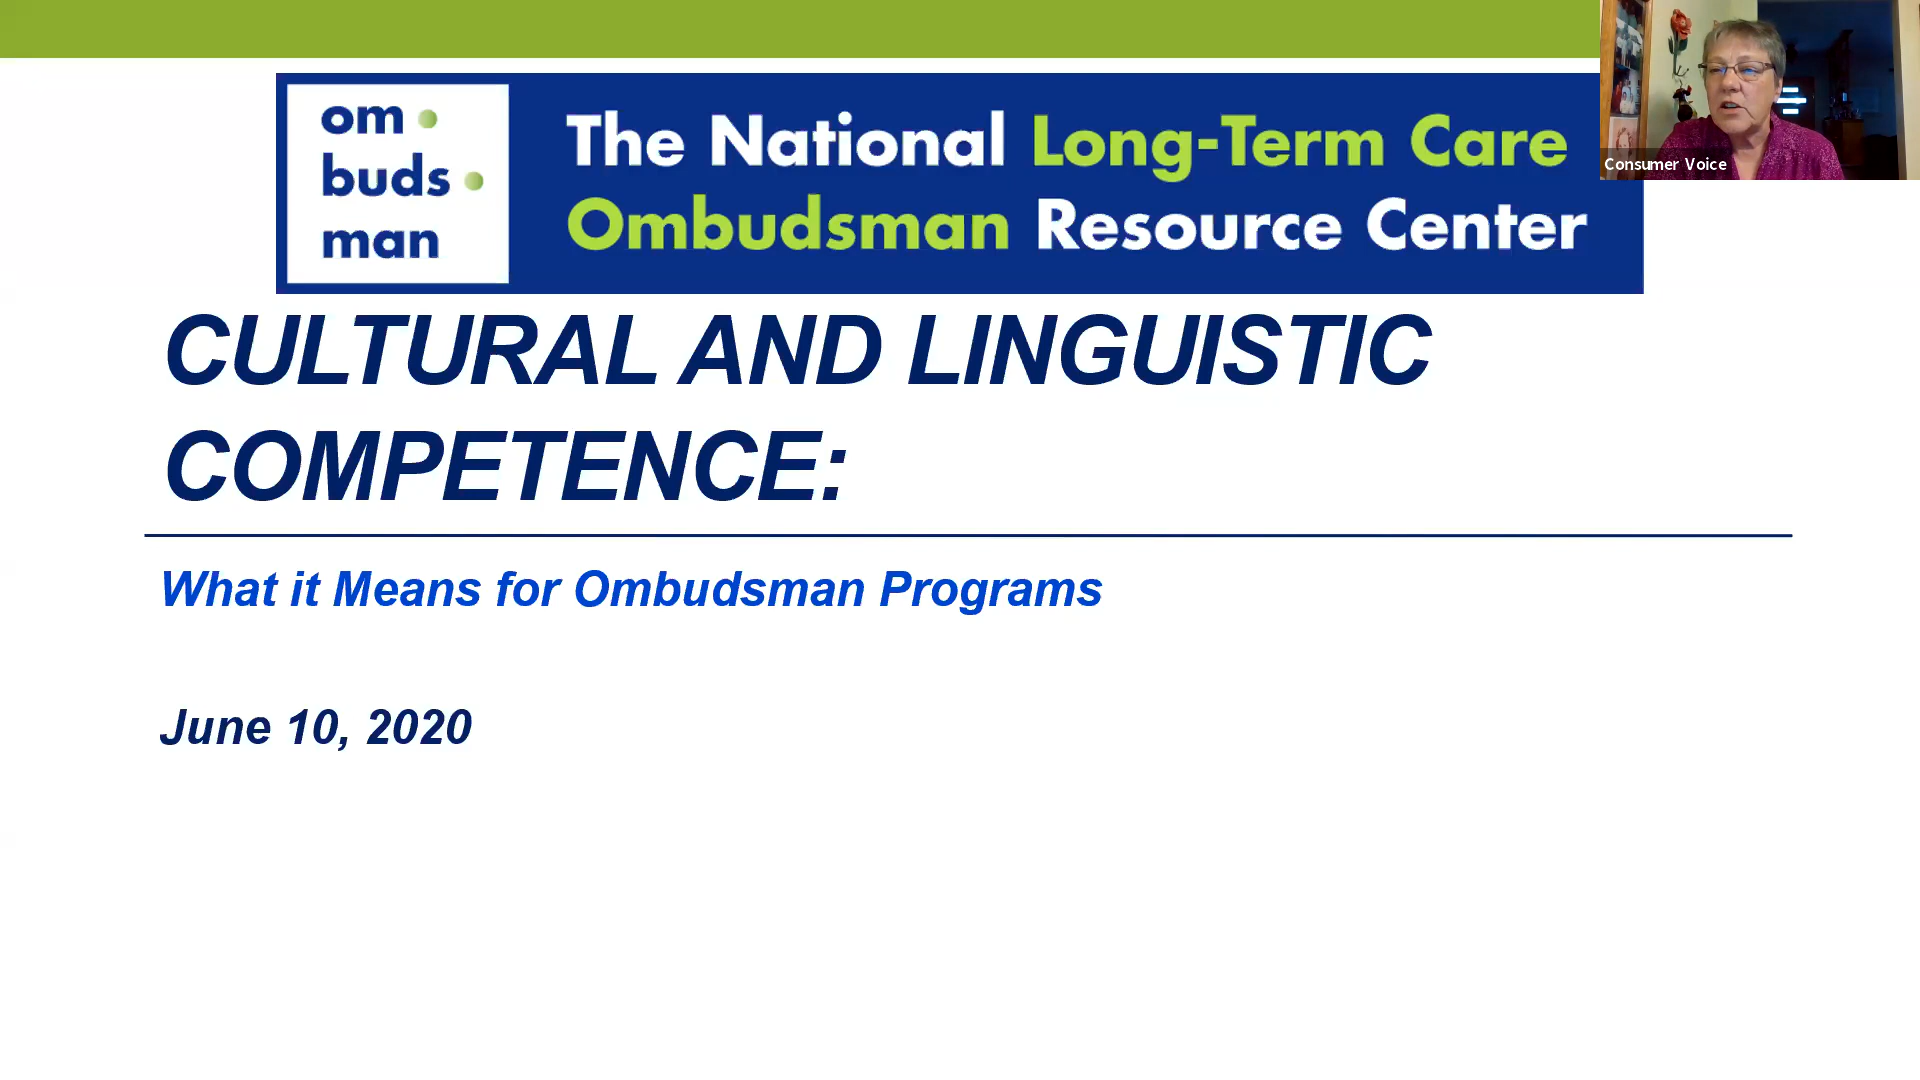 om
buds
man
The National Long-Term Care
Ombudsman Resource Center
Consumer Voice
CULTURAL AND LINGUISTIC
COMPETENCE:
What it Means for Ombudsman Programs
June 10, 2020